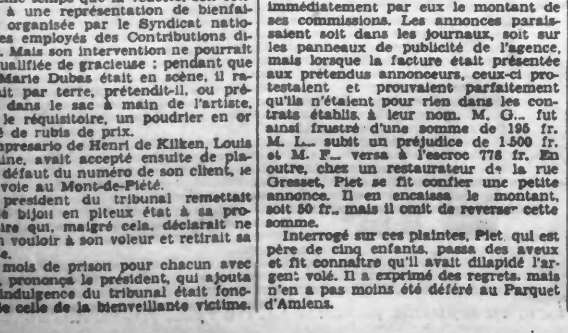 à une représentation de bienfai-
organisée par le Syndicat natio-
es employés des Contributions di-
. Mais son intervention ne pourrait
ualifiée de gracieuse : pendant que
Marie Dubas était en scène, il ra-
it par terre, prétendit-il, ou pré-
dans le sac à main de l'artiste,
le réquisitoire, un poudrier en or
é de rubis de prix.
mpresario de Henri de Kilken, Louis
ine, avait accepté ensuite de pla-
défaut du numéro de son client, le
voie au Mont-de-Piété.
président du tribunal remettait
e bijou en piteux état à sa pro-
ire qui, malgré cela, déclarait ne
n vouloir à son voleur et retirait sa
e.
mois de prison pour chacun avec
, prononça le président, qui ajouta
indulgence du tribunal était fonc-
de celle de la bienveillante victime.
immédiatement par eux le montant de
ses commissions. Les annonces parais-
saient soit dans les journaux, soit sur
les panneaux de publicité de l'agence,
mais lorsque la facture était présentée
aux prétendus annonceurs, ceux-ci pro-
testaient et prouvaient parfaitement
qu'ils n'étaient pour rien dans les con-
trats établis à leur nom. M. G... fut
ainsi frustré d'une somme de 195 fr.
M. L... subit un préjudice de 1.500 fr.
et M. F... versa à l'escroc 778 fr. En
outre, chez un restaurateur de la rue
Gresset, Piet se fit confier une petite
annonce. Il en encaissa le montant,
soit 50 fr., mais il omit de reverser cette
somme.
Interrogé sur ces plaintes, Piet, qui est
père de cinq enfants, passa des aveux
et fit connaître qu'il avait dilapidé l'ar-
gent volé. Il a exprimé des regrets, mais
n'en a pas moins été déféré au Parquet
d'Amiens.